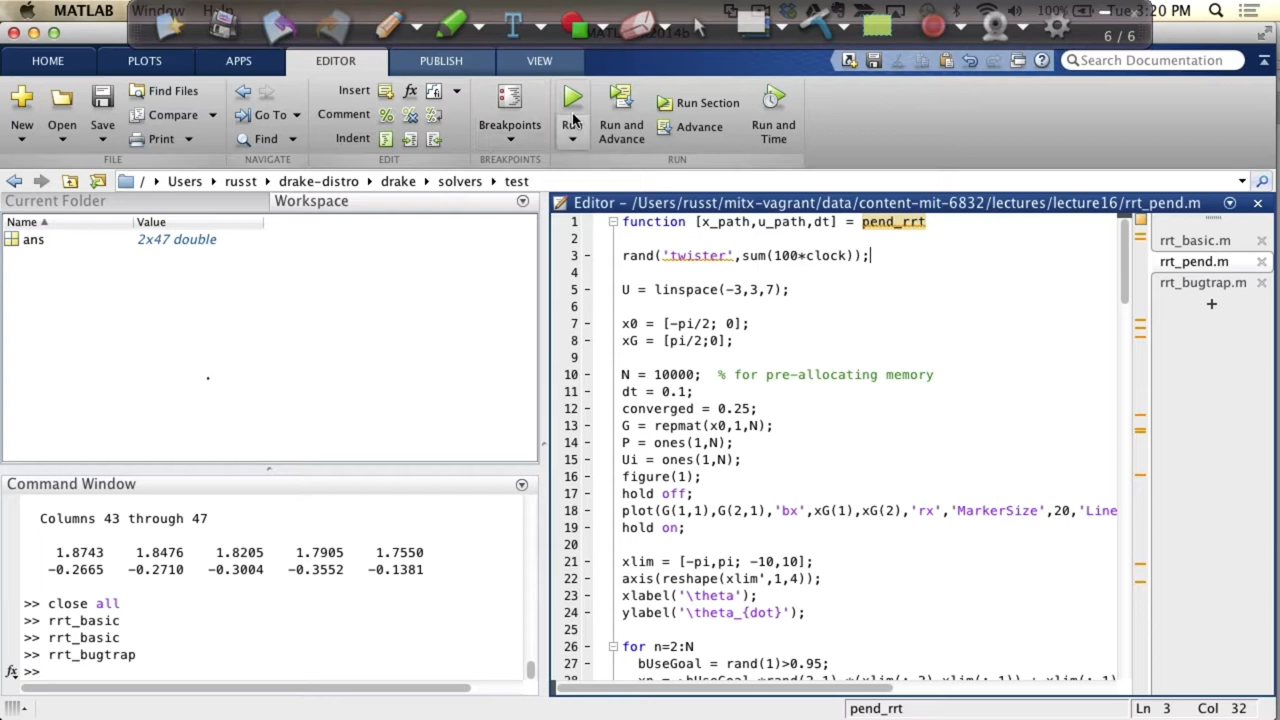 MATLAB Window Help
100% Tue 3:20 PM
6 / 6
HOME PLOTS APPS EDITOR PUBLISH VIEW
Search Documentation
New Open Save
Find Files
Compare
Print
FILE
Go To
Find
NAVIGATE
Insert
Comment
Indent
EDIT
Breakpoints
BREAKPOINTS
Run
Run and Advance
Run Section
Advance
Run and Time
RUN
/ Users russt drake-distro drake solvers test
Current Folder Workspace
Name Value
ans 2x47 double
Command Window
Columns 43 through 47
1.8743 1.8476 1.8205 1.7905 1.7550
-0.2665 -0.2710 -0.3004 -0.3552 -0.1381
>> close all
>> rrt_basic
>> rrt_basic
>> rrt_bugtrap
fx >>
Editor - /Users/russt/mitx-vagrant/data/content-mit-6832/lectures/lecture16/rrt_pend.m
1 function [x_path,u_path,dt] = pend_rrt
2
3 rand('twister',sum(100*clock));
4
5 U = linspace(-3,3,7);
6
7 x0 = [-pi/2; 0];
8 xG = [pi/2;0];
9
10 N = 10000; % for pre-allocating memory
11 dt = 0.1;
12 converged = 0.25;
13 G = repmat(x0,1,N);
14 P = ones(1,N);
15 Ui = ones(1,N);
16 figure(1);
17 hold off;
18 plot(G(1,1),G(2,1),'bx',xG(1),xG(2),'rx','MarkerSize',20,'Line
19 hold on;
20
21 xlim = [-pi,pi; -10,10];
22 axis(reshape(xlim',1,4));
23 xlabel('\theta');
24 ylabel('\theta_{dot}');
25
26 for n=2:N
27 bUseGoal = rand(1)>0.95;
rrt_basic.m
rrt_pend.m
rrt_bugtrap.m
pend_rrt
Ln 3 Col 32